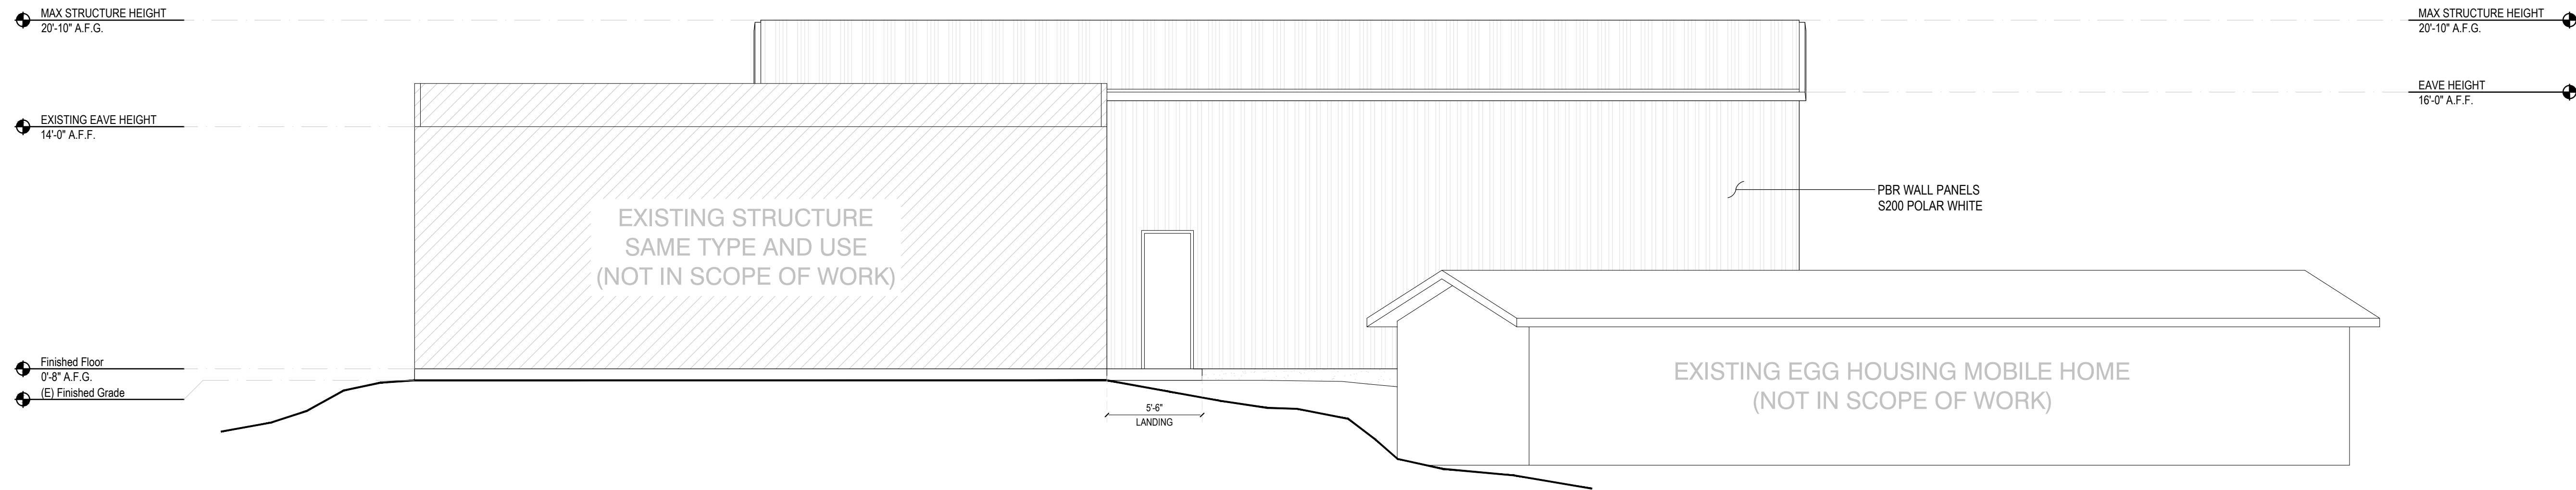 MAX STRUCTURE HEIGHT
20'-10" A.F.G.
MAX STRUCTURE HEIGHT
20'-10" A.F.G.
EAVE HEIGHT
16'-0" A.F.F.
EXISTING EAVE HEIGHT
14'-0" A.F.F.
PBR WALL PANELS
S200 POLAR WHITE
EXISTING STRUCTURE
SAME TYPE AND USE
(NOT IN SCOPE OF WORK)
Finished Floor
0'-8" A.F.G.
(E) Finished Grade
EXISTING EGG HOUSING MOBILE HOME
(NOT IN SCOPE OF WORK)
5'-6"
LANDING